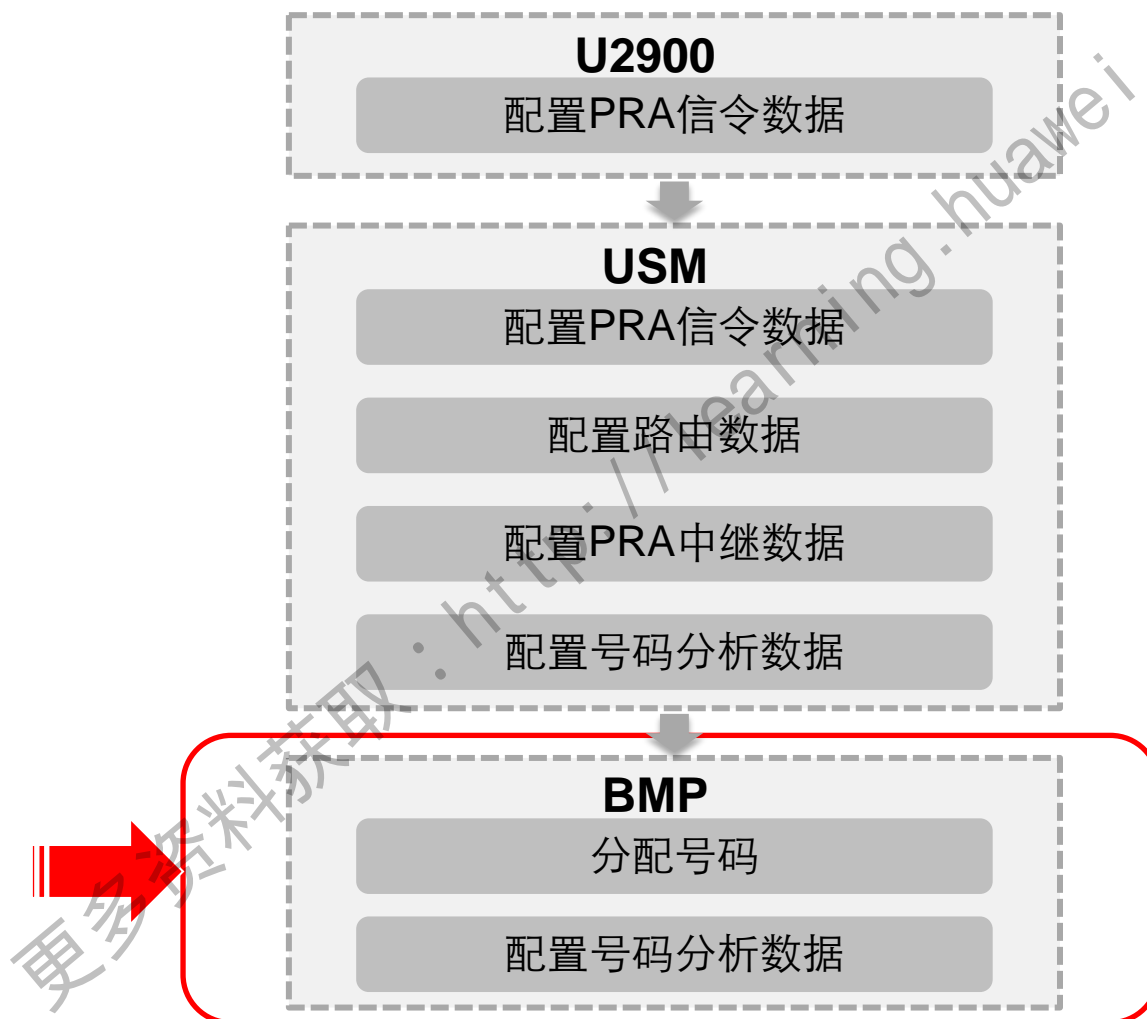 U2900
配置PRA信令数据
USM
配置PRA信令数据
配置路由数据
配置PRA中继数据
配置号码分析数据
BMP
分配号码
配置号码分析数据
更多资料获取：http://learning.huawei